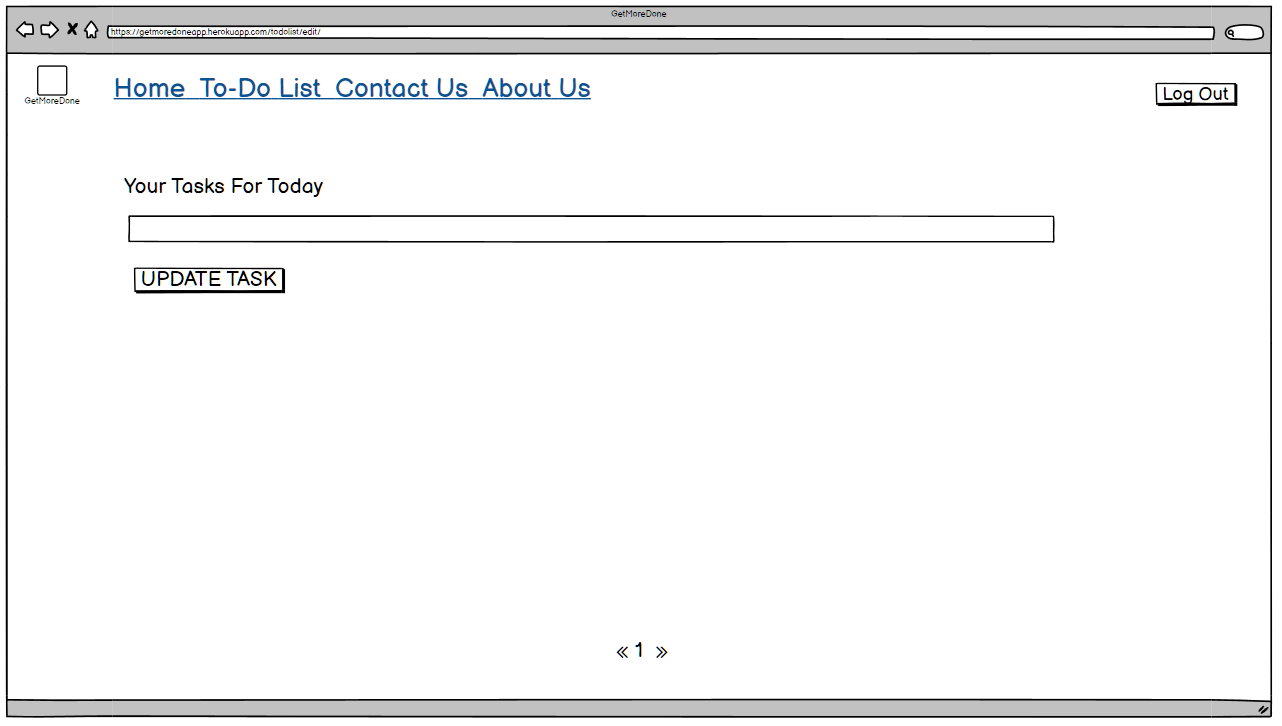 GetMoreDone
https://getmoredoneapp.herokuapp.com/todolist/edit/
GetMoreDone
Home To-Do List Contact Us About Us
Log Out
Your Tasks For Today
UPDATE TASK
« 1 »